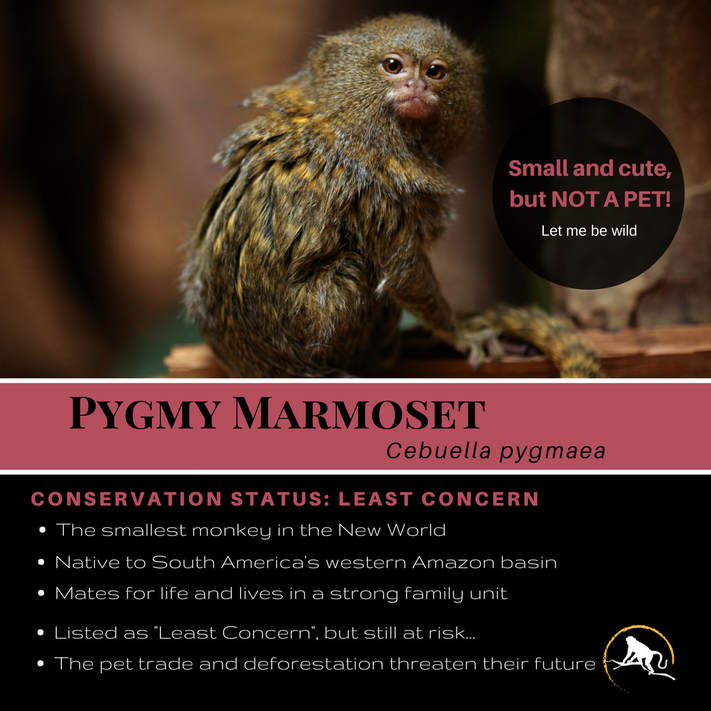 Small and cute,
but NOT A PET!
Let me be wild
Pygmy Marmoset
Cebuella pygmaea
CONSERVATION STATUS: LEAST CONCERN
• The smallest monkey in the New World
• Native to South America's western Amazon basin
• Mates for life and lives in a strong family unit
• Listed as "Least Concern", but still at risk...
• The pet trade and deforestation threaten their future